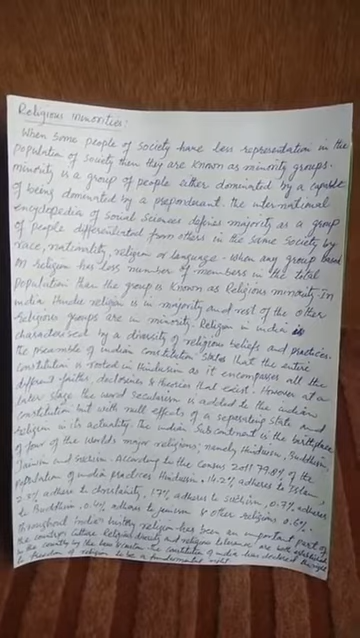 Religious minorities:
When some people of society have less representation in the
population of society then they are known as minority groups.
minority is a group of people either dominated by a capable
of being dominated by a preponderant. the international
encyclopedia of social sciences defines majority as a group
of people differentiated from others in the same society by
race, nationality, religion or language. when any group based
on religion has less number of members in the total
population than the group is known as Religious minority. In
india Hindu religion is in majority and rest of the other
religious groups are in minority. Religion in india is
characterised by a diversity of religious beliefs and practices.
the preamble of indian constitution states that the entire
constitution is rooted in Hinduism as it encompasses all the
different faiths, doctrines & theories that exist. However at a
later stage the word secularism is added to the indian
constitution but with null effects of a separating state and
religion in its actuality. the indian Subcontinent is the birthplace
of four of the worlds major religions; namely Hinduism, Buddhism,
Jainism and Sikhism. According to the census 2011 79.8% of the
population of india practices Hinduism, 14.2% adheres to Islam,
2.3% adhere to christianity, 1.7% adheres to sikhism, 0.7% adheres
to Buddhism, 0.4% adhere to jainism & other religions 0.6%.
throughout India's history religion has been an important part of
the country's culture Religious diversity and religious tolerance are both established
in the country by the law & custom the constitution of india has declared the right
to freedom of religion to be a fundamental right